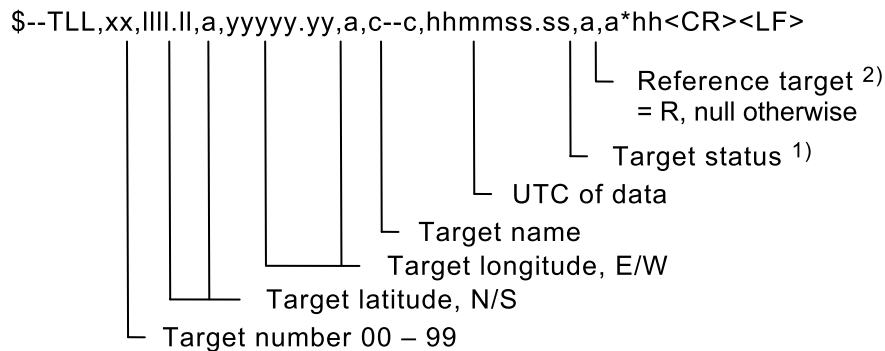 $--TLL,xx,llll.ll,a,yyyyy.yy,a,c--c,hhmmss.ss,a,a*hh<CR><LF>
Reference target 2)
= R, null otherwise
Target status 1)
UTC of data
Target name
Target longitude, E/W
Target latitude, N/S
Target number 00 – 99